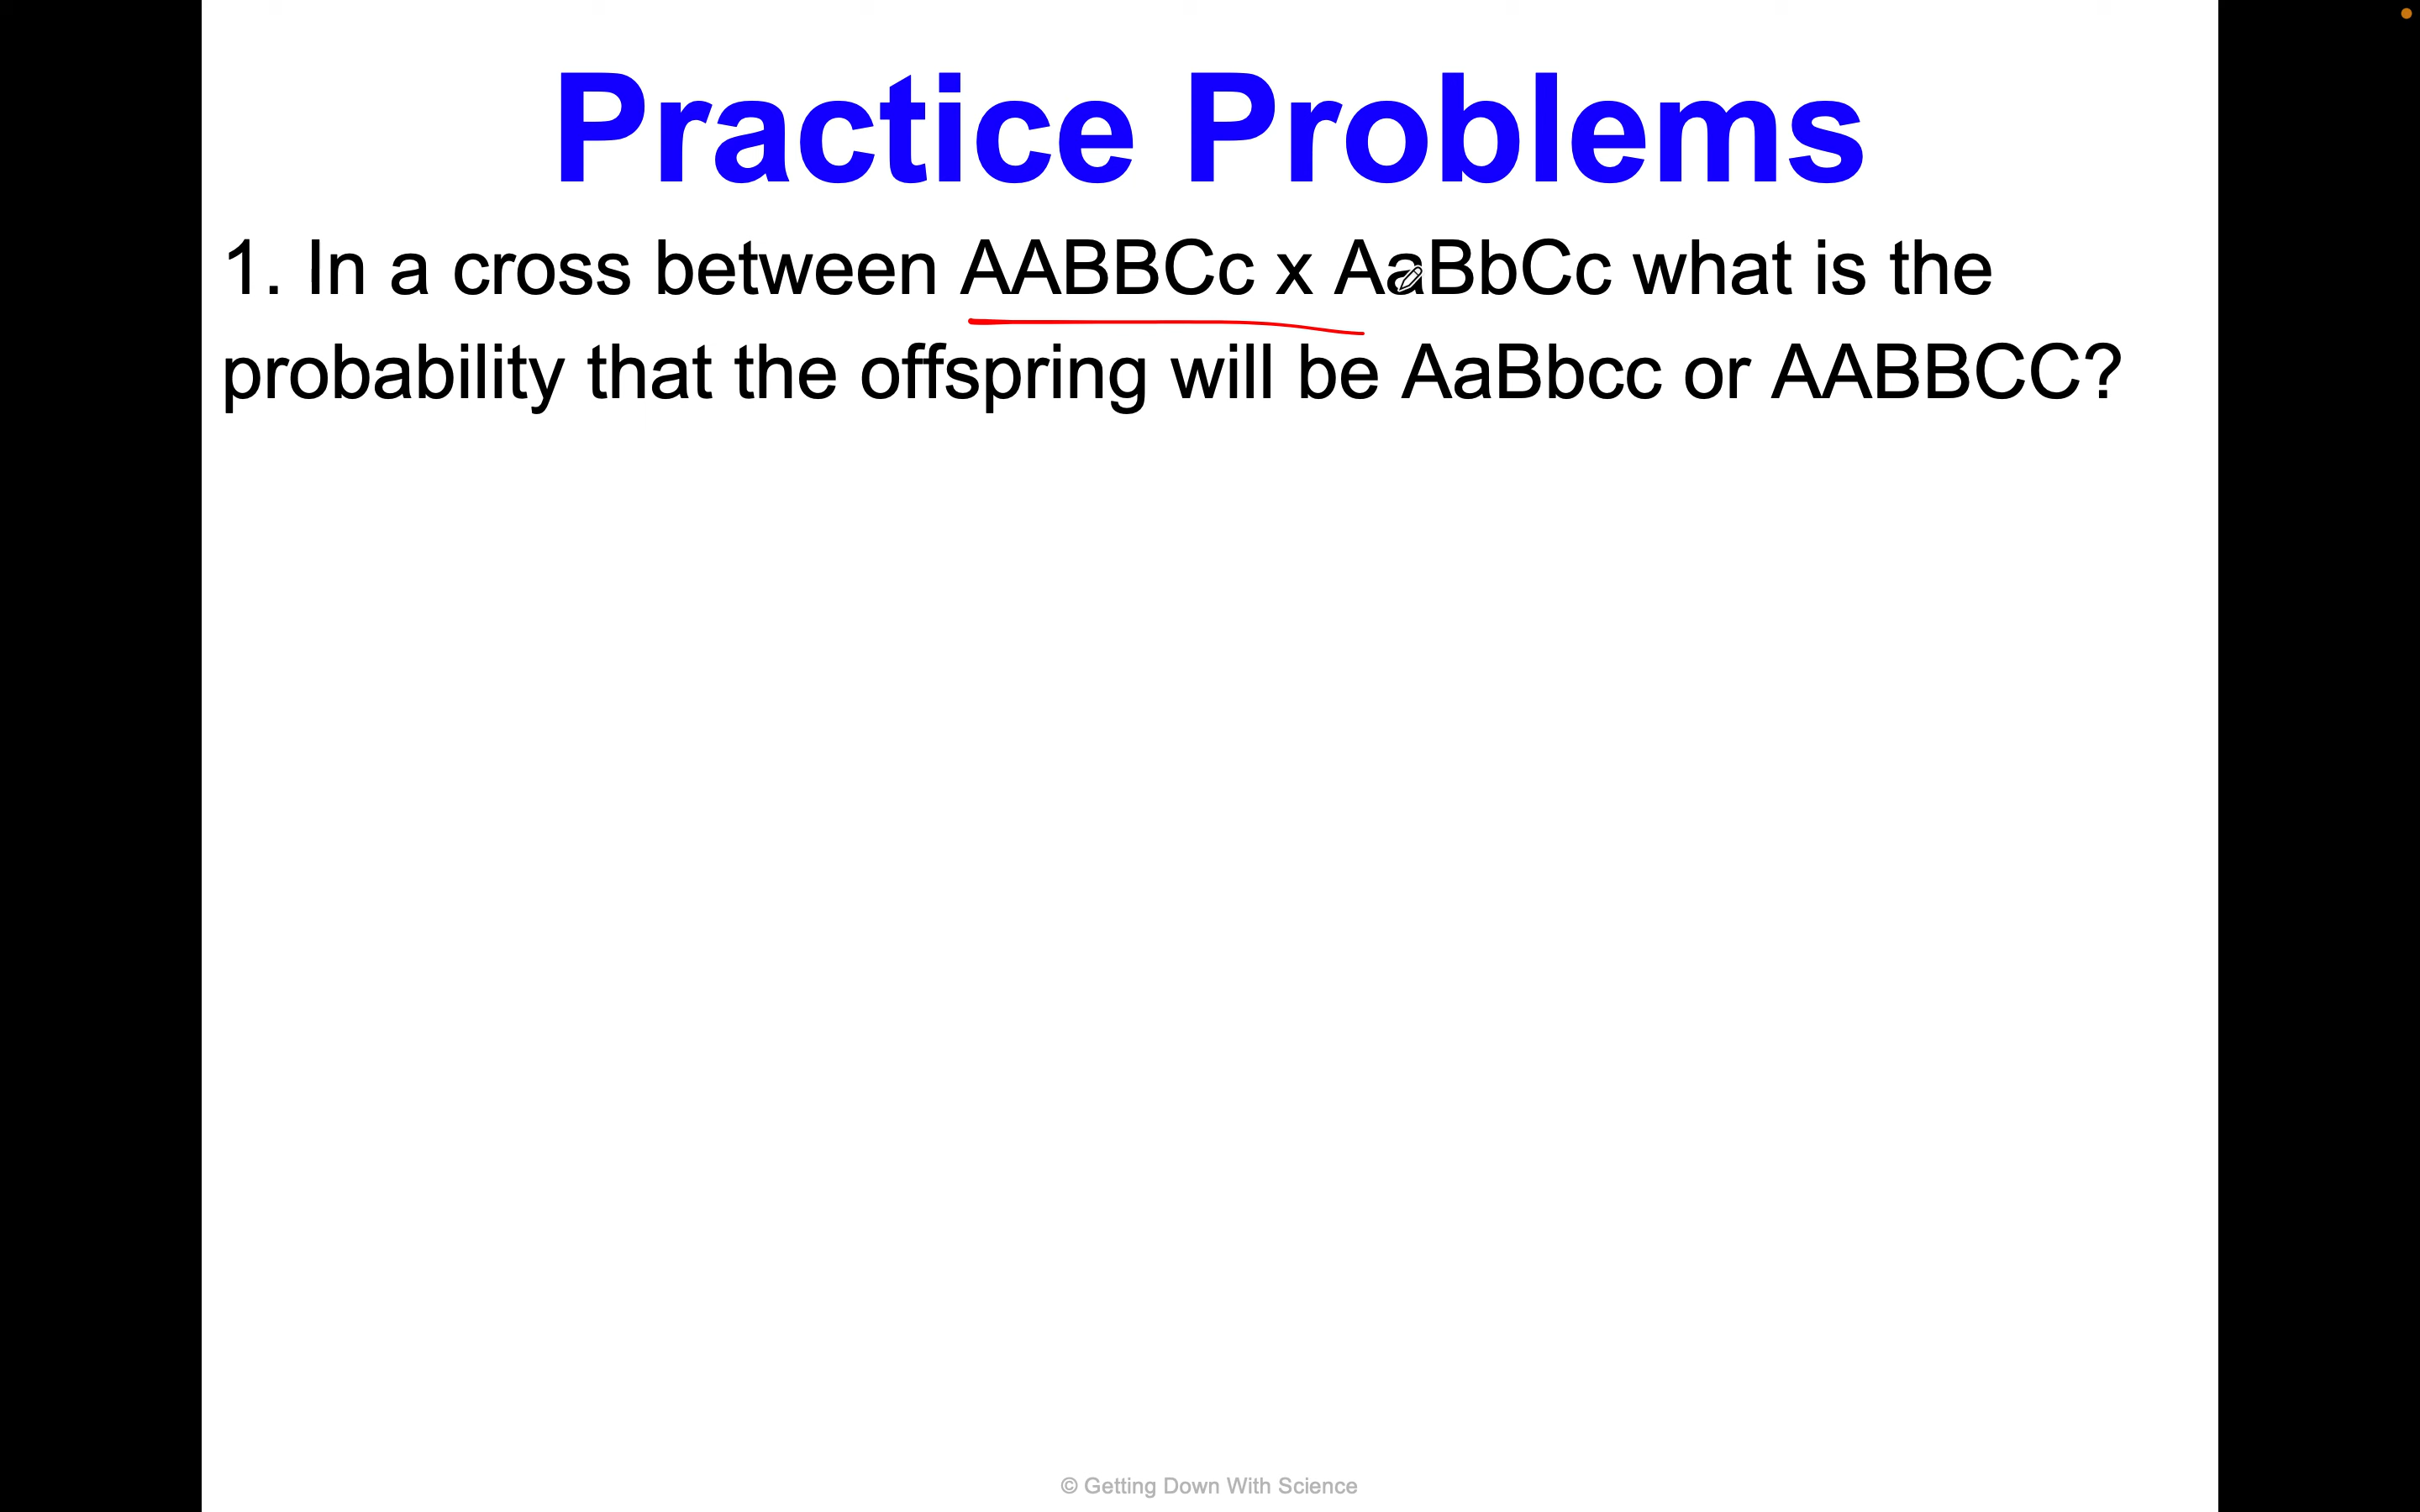 Practice Problems
1. In a cross between AABBCc x AaBbCc what is the
probability that the offspring will be AaBbcc or AABBCC?
© Getting Down With Science